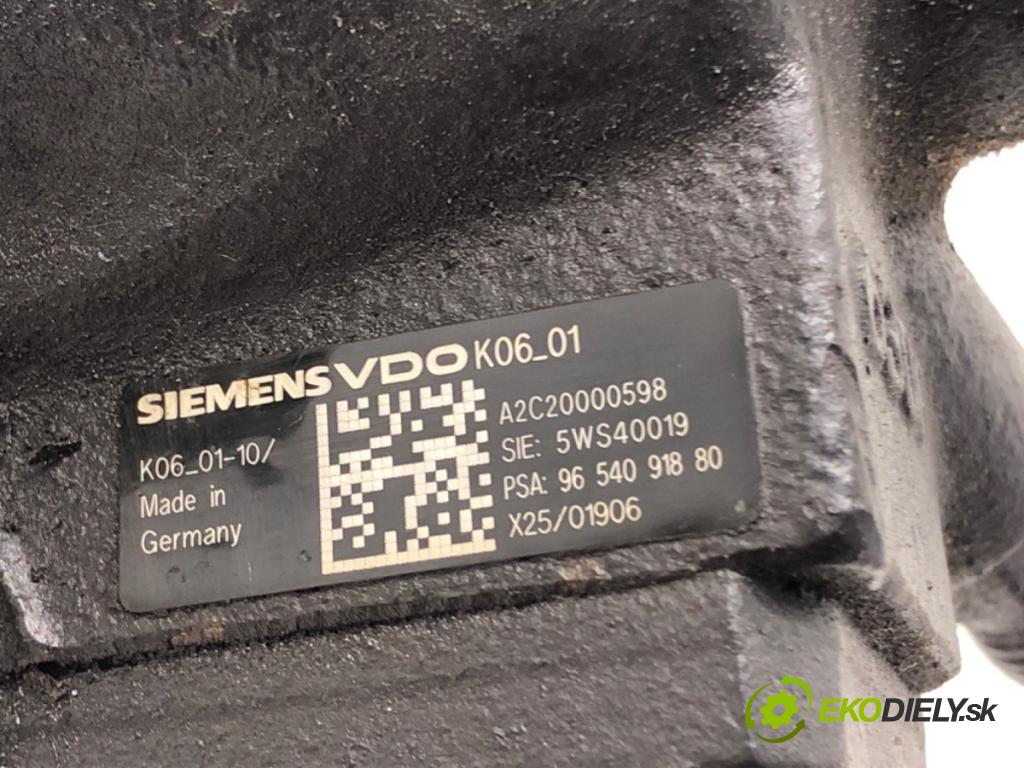 SIEMENS VDO K06_01
A2C20000598
SIE: 5WS40019
PSA: 96 540 918 80
X25/01906
K06_01-10/
Made in
Germany
EKODIELY.sk